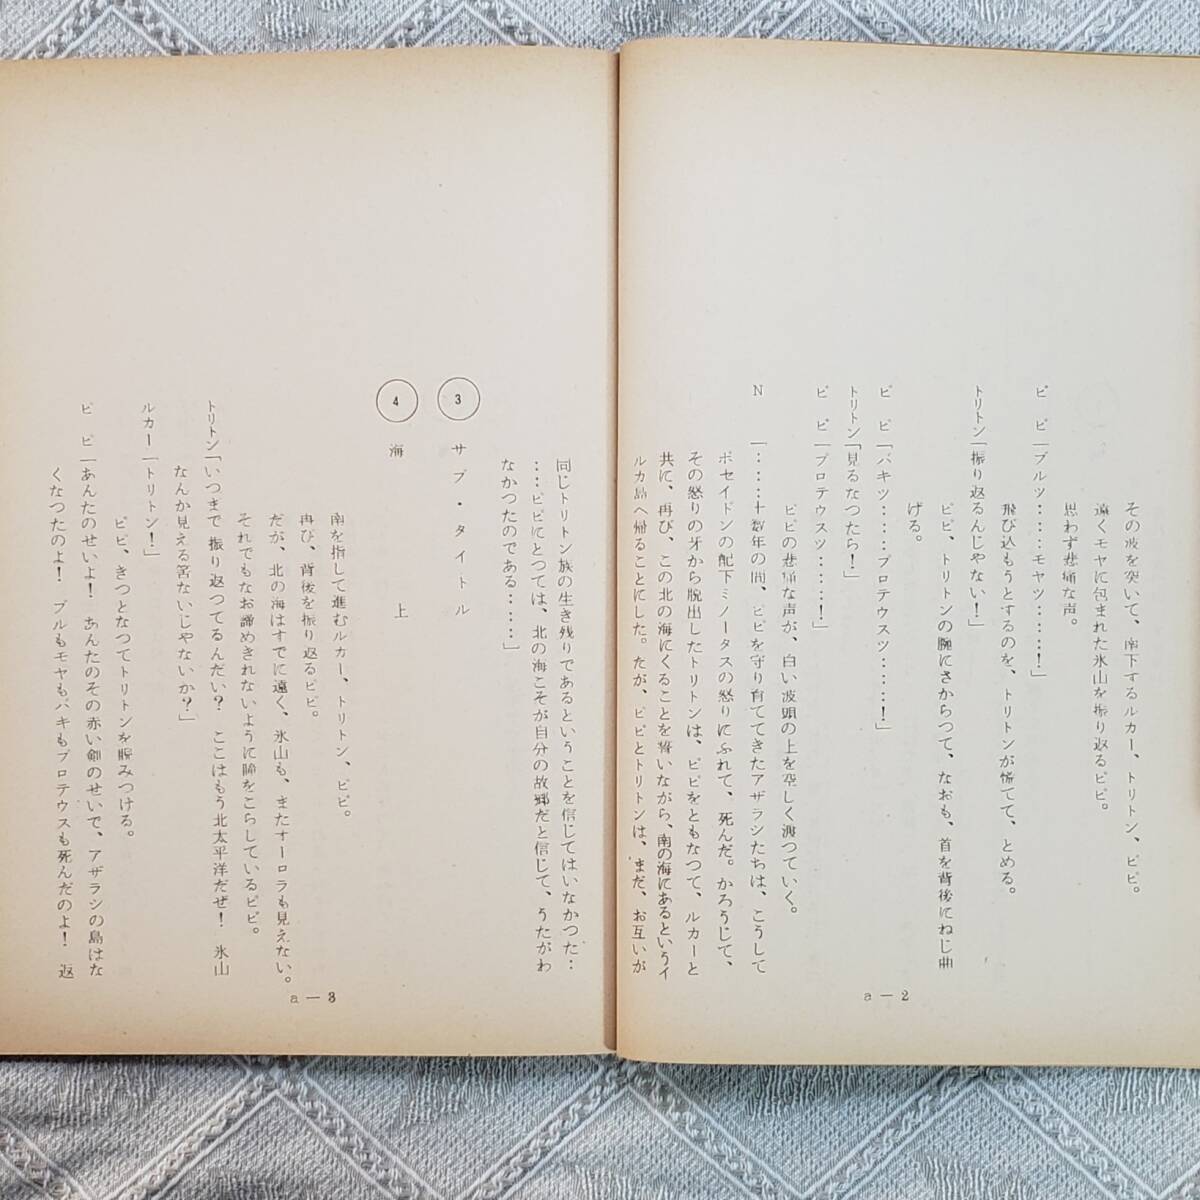 その波を突いて、南下するルカー、トリトン、ピピ。
遠くモヤに包まれた氷山を振り返るピピ。
思わず悲痛な声。
ピ　ピ「ブルッ‥‥モヤッ‥‥！」
飛び込もうとするのを、トリトンが慌てて、とめる。
トリトン「振り返るんじゃない！」
ピピ、トリトンの腕にさからつて、なおも、首を背後にねじ曲
げる。
ピ　ピ「バキツ‥‥プロテウスツ‥‥！」
トリトン「見るなつたら！」
ピ　ピ「プロテウスツ‥‥！」
ピピの悲痛な声が、白い波頭の上を空しく渡つていく。
N　「‥‥十数年の間、ピピを守り育ててきたアザラシたちは、こうして
ポセイドンの配下ミノータスの怒りにふれて、死んだ。かろうじて、
その怒りの牙から脱出したトリトンは、ピピをともなつて、ルカーと
共に、再び、この北の海にくることを誓いながら、南の海にあるというイ
ルカ島へ帰ることにした。だが、ピピとトリトンは、まだ、お互いが
a－2
同じトリトン族の生き残りであるということを信じてはいなかつた‥
‥ピピにとつては、北の海こそが自分の故郷だと信じて、うたがわ
なかつたのである‥‥」
③　サブ・タイトル
④　海　上
南を指して進むルカー、トリトン、ピピ。
再び、背後を振り返るピピ。
だが、北の海はすでに遠く、氷山も、またオーロラも見えない。
それでもなお諦めきれないように瞳をこらしているピピ。
トリトン「いつまで振り返つてるんだい？　ここはもう北太平洋だぜ！　氷山
なんか見える筈ないじゃないか？」
ルカー「トリトン！」
ピピ、きつとなつてトリトンを睨みつける。
ピ　ピ「あんたのせいよ！　あんたのその赤い剣のせいで、アザラシの島はな
くなつたのよ！　ブルもモヤもバキもプロテウスも死んだのよ！　返
a－3